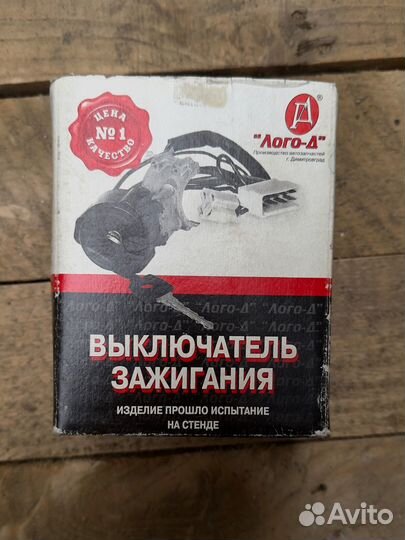 ЦЕНА
№1
КАЧЕСТВО
®
"Лого-Д"
Производство автозапчастей
г. Димитровград
"Лого-Д" "Лого-Д" "Лого-Д"
ВЫКЛЮЧАТЕЛЬ
ЗАЖИГАНИЯ
ИЗДЕЛИЕ ПРОШЛО ИСПЫТАНИЕ
НА СТЕНДЕ
Avito